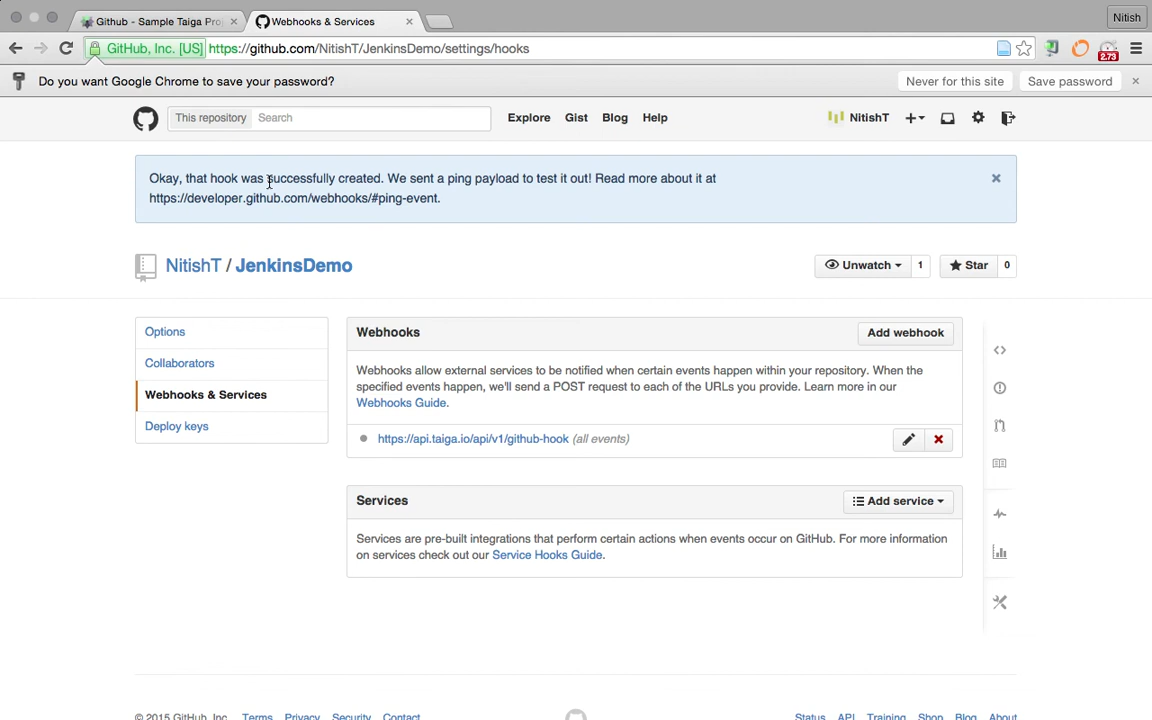 Github - Sample Taiga Pro
Webhooks & Services
Nitish
GitHub, Inc. [US] https://github.com/NitishT/JenkinsDemo/settings/hooks
2.73
Do you want Google Chrome to save your password?
Never for this site
Save password
This repository
Search
Explore
Gist
Blog
Help
NitishT
Okay, that hook was successfully created. We sent a ping payload to test it out! Read more about it at
https://developer.github.com/webhooks/#ping-event.
NitishT / JenkinsDemo
Unwatch
1
Star
0
Options
Collaborators
Webhooks & Services
Deploy keys
Webhooks
Add webhook
Webhooks allow external services to be notified when certain events happen within your repository. When the
specified events happen, we'll send a POST request to each of the URLs you provide. Learn more in our
Webhooks Guide.
https://api.taiga.io/api/v1/github-hook (all events)
Services
Add service
Services are pre-built integrations that perform certain actions when events occur on GitHub. For more information
on services check out our Service Hooks Guide.
© 2015 GitHub, Inc.
Terms
Privacy
Security
Contact
Status
API
Training
Shop
Blog
About